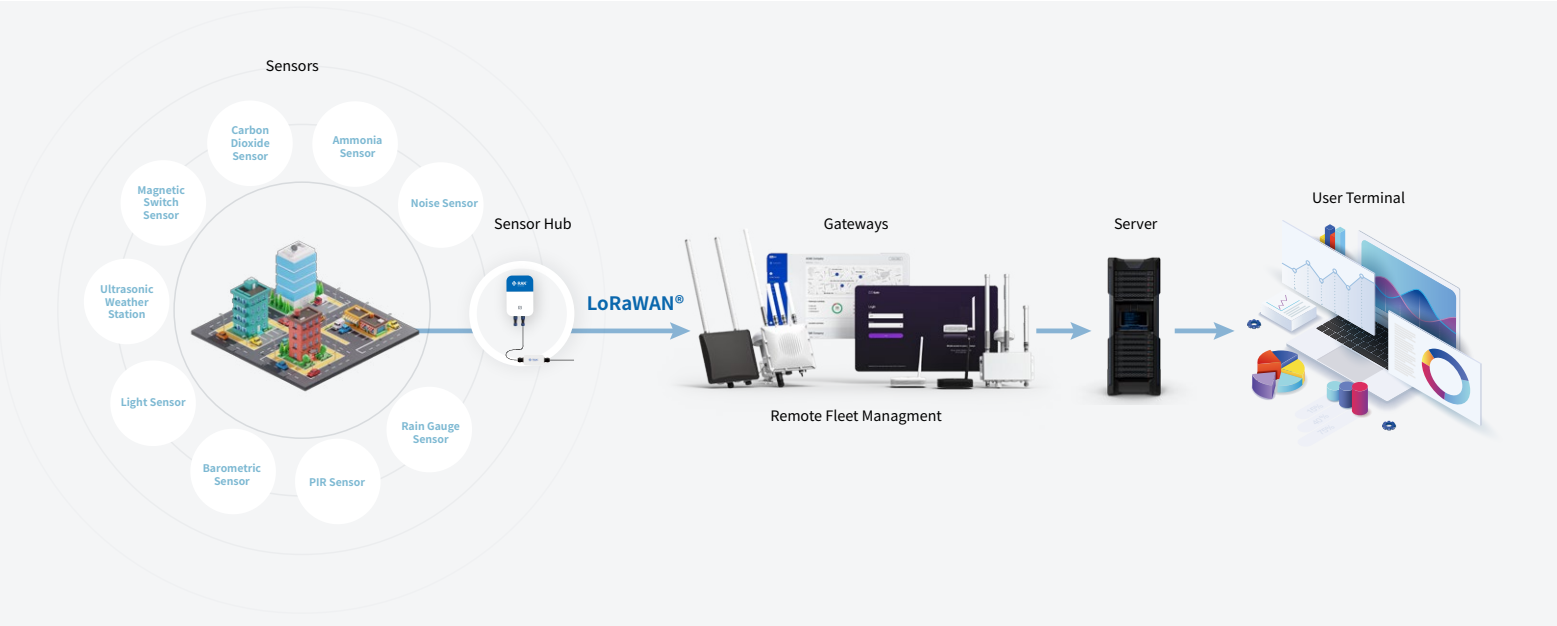 Sensors
Carbon
Dioxide
Sensor
Ammonia
Sensor
Magnetic
Switch
Sensor
Noise Sensor
Ultrasonic
Weather
Station
Light Sensor
Rain Gauge
Sensor
Barometric
Sensor
PIR Sensor
Sensor Hub
RAK
LoRaWAN®
Gateways
Remote Fleet Managment
Server
User Terminal